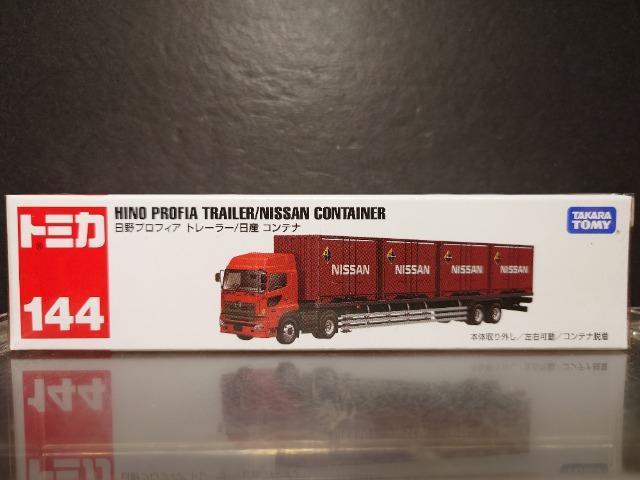 トミカ
144
HINO PROFIA TRAILER/NISSAN CONTAINER
日野プロフィア トレーラー/日産 コンテナ
TAKARA
TOMY
NISSAN
NISSAN
NISSAN
NISSAN
本体取り外し/左右可動/コンテナ脱着